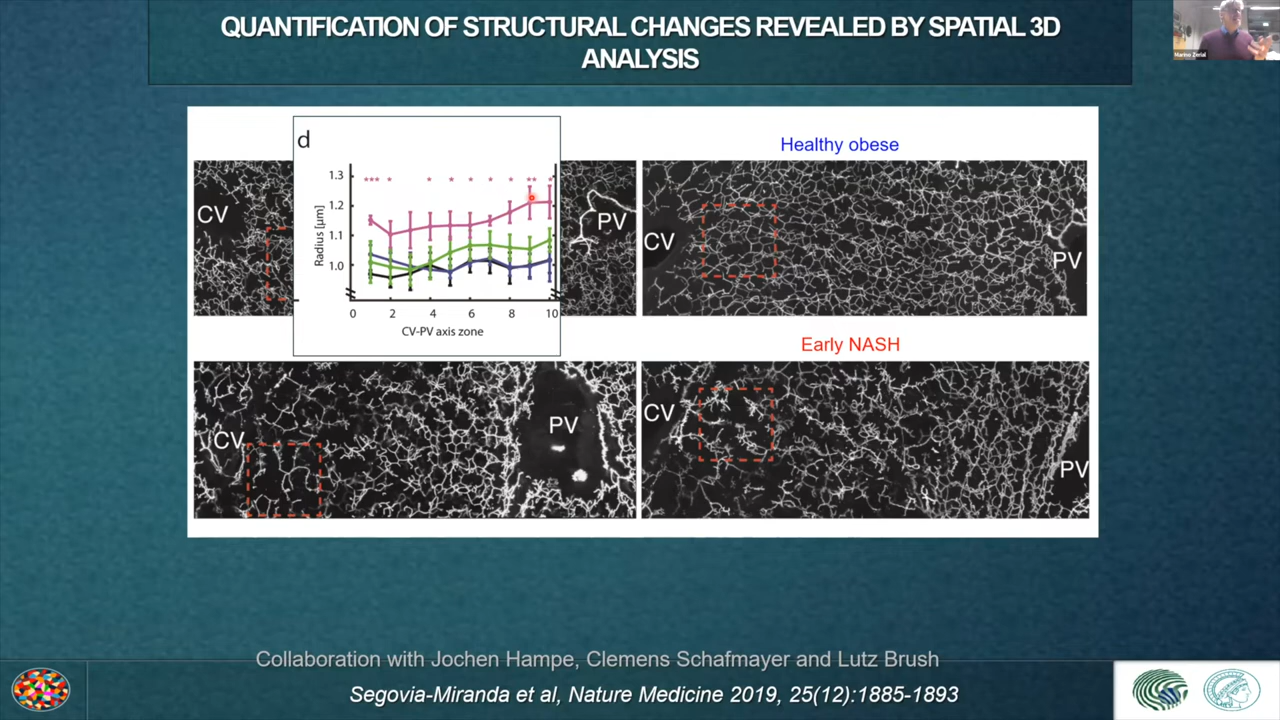 QUANTIFICATION OF STRUCTURAL CHANGES REVEALED BY SPATIAL 3D
ANALYSIS
Marino Zerial
d
Healthy obese
1.3
*** * * * * * * ** *
1.2
1.1
1.0
Radius [µm]
0 2 4 6 8 10
CV-PV axis zone
CV
PV
CV
PV
Early NASH
CV
PV
CV
PV
Collaboration with Jochen Hampe, Clemens Schafmayer and Lutz Brush
Segovia-Miranda et al, Nature Medicine 2019, 25(12):1885-1893